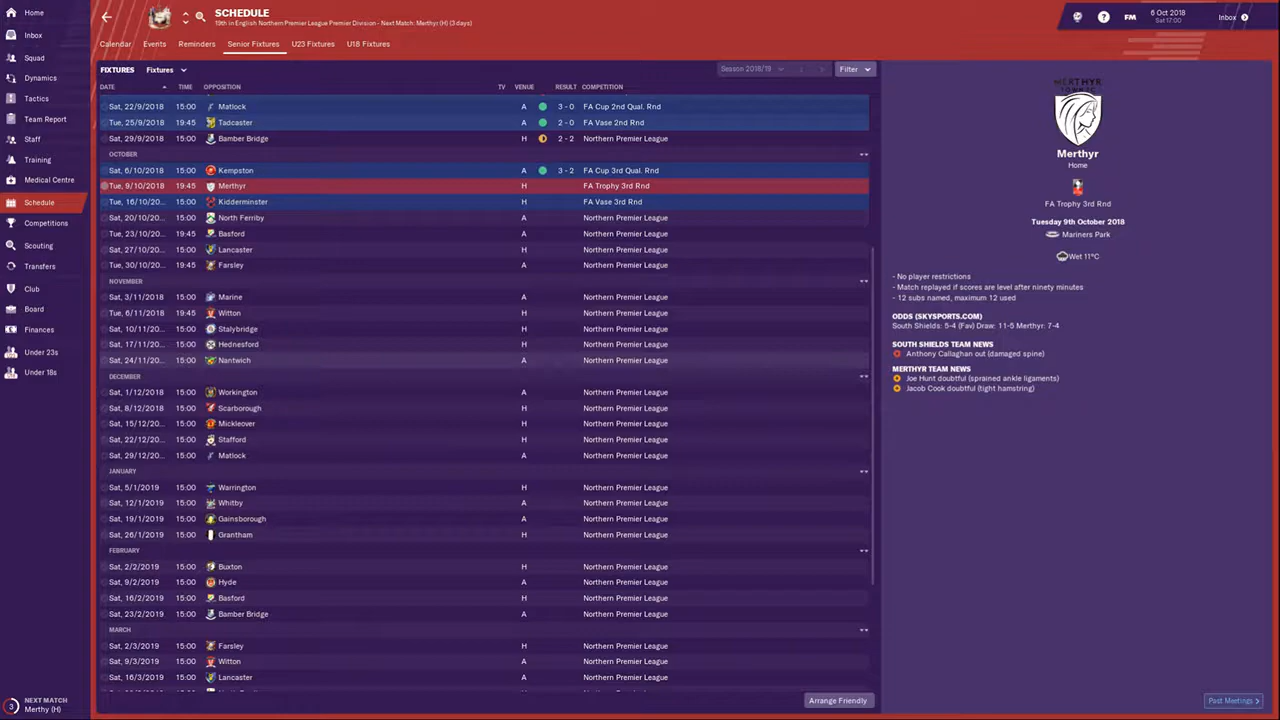 Home
Inbox
Squad
Dynamics
Tactics
Team Report
Staff
Training
Medical Centre
Schedule
Competitions
Scouting
Transfers
Club
Board
Finances
Under 23s
Under 18s
3 NEXT MATCH
Merthy (H)
SCHEDULE
19th in English Northern Premier League Premier Division - Next Match: Merthyr (H) (3 days)
? FM 6 Oct 2018 Sat 17:00 Inbox
Calendar Events Reminders Senior Fixtures U23 Fixtures U18 Fixtures
FIXTURES Fixtures Season 2018/19 Filter
DATE TIME OPPOSITION TV VENUE RESULT COMPETITION
Sat, 22/9/2018 15:00 Matlock A 3 - 0 FA Cup 2nd Qual. Rnd
Tue, 25/9/2018 19:45 Tadcaster A 2 - 0 FA Vase 2nd Rnd
Sat, 29/9/2018 15:00 Bamber Bridge H 2 - 2 Northern Premier League
OCTOBER
Sat, 6/10/2018 15:00 Kempston A 3 - 2 FA Cup 3rd Qual. Rnd
Tue, 9/10/2018 19:45 Merthyr H FA Trophy 3rd Rnd
Tue, 16/10/20... 15:00 Kidderminster H FA Vase 3rd Rnd
Sat, 20/10/20... 15:00 North Ferriby A Northern Premier League
Tue, 23/10/20... 19:45 Basford A Northern Premier League
Sat, 27/10/20... 15:00 Lancaster H Northern Premier League
Tue, 30/10/20... 19:45 Farsley A Northern Premier League
NOVEMBER
Sat, 3/11/2018 15:00 Marine A Northern Premier League
Tue, 6/11/2018 19:45 Witton H Northern Premier League
Sat, 10/11/20... 15:00 Stalybridge H Northern Premier League
Sat, 17/11/20... 15:00 Hednesford H Northern Premier League
Sat, 24/11/20... 15:00 Nantwich A Northern Premier League
DECEMBER
Sat, 1/12/2018 15:00 Workington A Northern Premier League
Sat, 8/12/2018 15:00 Scarborough H Northern Premier League
Sat, 15/12/20... 15:00 Mickleover H Northern Premier League
Sat, 22/12/20... 15:00 Stafford H Northern Premier League
Sat, 29/12/20... 15:00 Matlock A Northern Premier League
JANUARY
Sat, 5/1/2019 15:00 Warrington H Northern Premier League
Sat, 12/1/2019 15:00 Whitby A Northern Premier League
Sat, 19/1/2019 15:00 Gainsborough A Northern Premier League
Sat, 26/1/2019 15:00 Grantham H Northern Premier League
FEBRUARY
Sat, 2/2/2019 15:00 Buxton H Northern Premier League
Sat, 9/2/2019 15:00 Hyde A Northern Premier League
Sat, 16/2/2019 15:00 Basford H Northern Premier League
Sat, 23/2/2019 15:00 Bamber Bridge A Northern Premier League
MARCH
Sat, 2/3/2019 15:00 Farsley H Northern Premier League
Sat, 9/3/2019 15:00 Witton A Northern Premier League
Sat, 16/3/2019 15:00 Lancaster A Northern Premier League
Arrange Friendly
MERTHYR
Merthyr
Home
FA Trophy 3rd Rnd
Tuesday 9th October 2018
Mariners Park
Wet 11°C
- No player restrictions
- Match replayed if scores are level after ninety minutes
- 12 subs named, maximum 12 used
ODDS (SKYSPORTS.COM)
South Shields: 5-4 (Fav) Draw: 11-5 Merthyr: 7-4
SOUTH SHIELDS TEAM NEWS
Anthony Callaghan out (damaged spine)
MERTHYR TEAM NEWS
Joe Hunt doubtful (sprained ankle ligaments)
Jacob Cook doubtful (tight hamstring)
Past Meetings